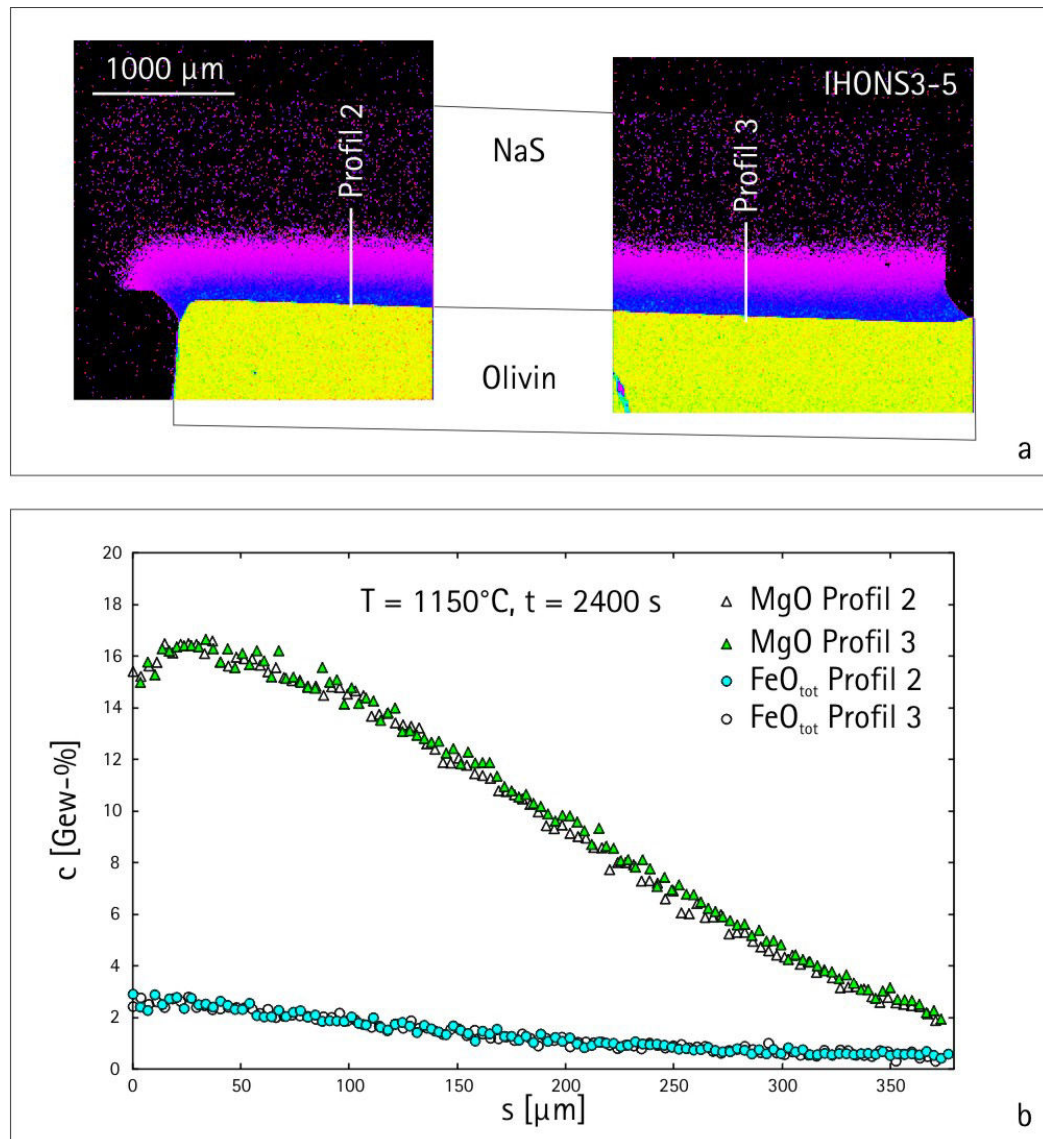 1000 µm
Profil 2
NaS
Olivin
Profil 3
IHONS3-5
a
T = 1150°C, t = 2400 s
MgO Profil 2
MgO Profil 3
FeOtot Profil 2
FeOtot Profil 3
c [Gew-%]
20
18
16
14
12
10
8
6
4
2
0
0 50 100 150 200 250 300 350
s [µm]
b